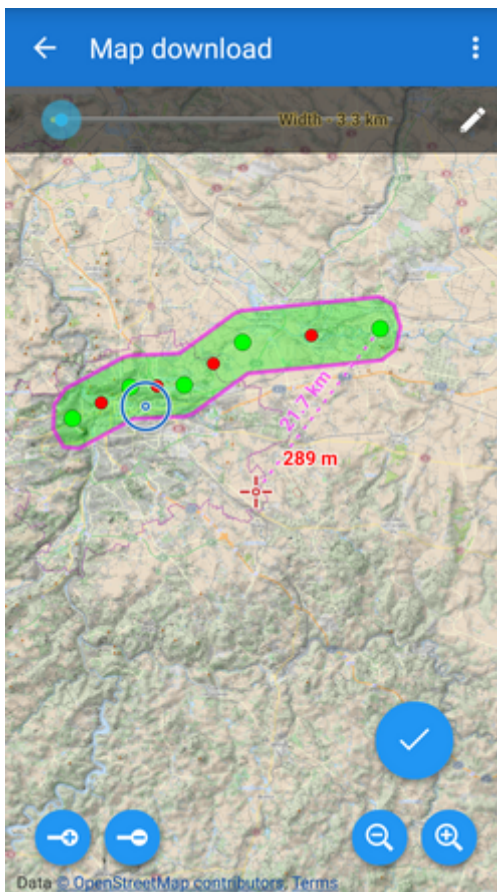 Map download
Width - 3.3 km
21.7 km
289 m
Data © OpenStreetMap contributors, Terms